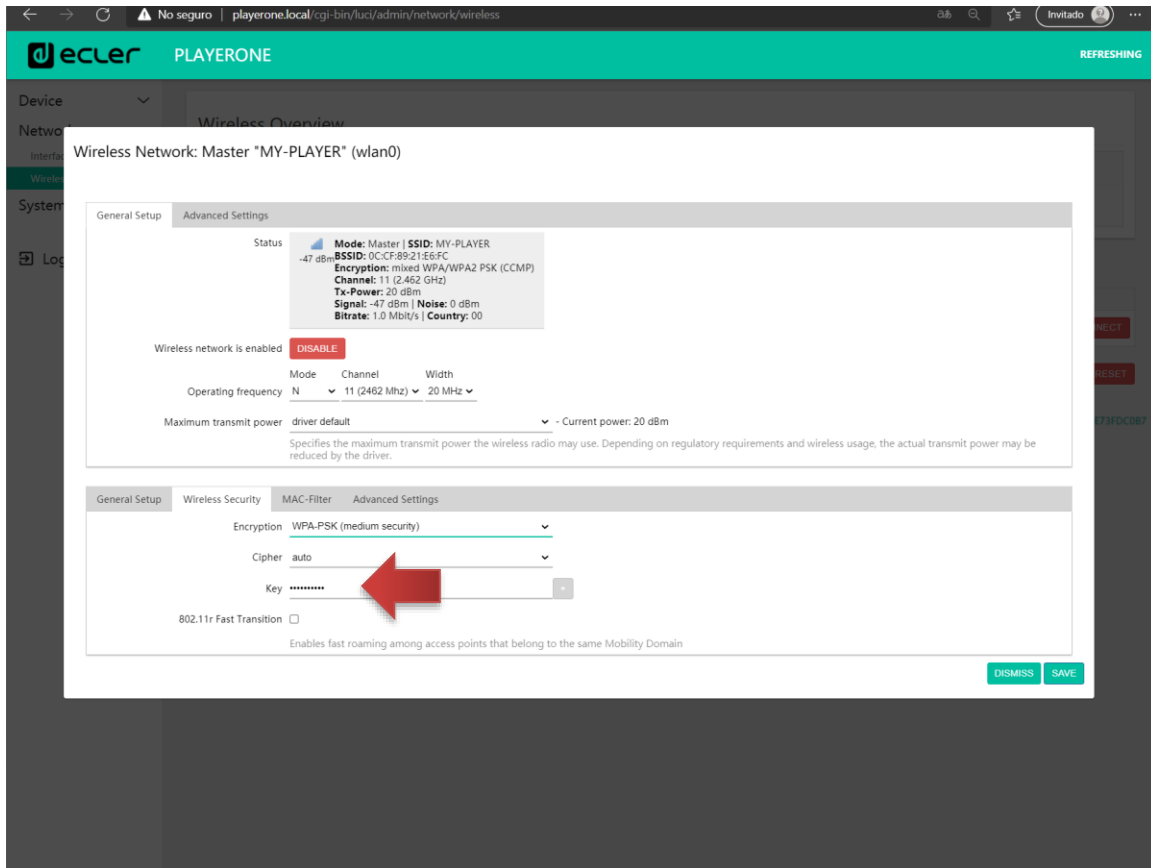 No seguro | playerone.local/cgi-bin/luci/admin/network/wireless
Invitado
ecler PLAYERONE REFRESHING
Device
Wireless Overview
Netwo
Interfac
Wireles
System
Log
Wireless Network: Master "MY-PLAYER" (wlan0)
General Setup Advanced Settings
Status
Mode: Master | SSID: MY-PLAYER
-47 dBm BSSID: 0C:CF:89:21:E6:FC
Encryption: mixed WPA/WPA2 PSK (CCMP)
Channel: 11 (2.462 GHz)
Tx-Power: 20 dBm
Signal: -47 dBm | Noise: 0 dBm
Bitrate: 1.0 Mbit/s | Country: 00
NECT
Wireless network is enabled DISABLE
Mode Channel Width
RESET
Operating frequency N 11 (2462 Mhz) 20 MHz
Maximum transmit power driver default - Current power: 20 dBm
E73FDC0B7
Specifies the maximum transmit power the wireless radio may use. Depending on regulatory requirements and wireless usage, the actual transmit power may be
reduced by the driver.
General Setup Wireless Security MAC-Filter Advanced Settings
Encryption WPA-PSK (medium security)
Cipher auto
Key ••••••••••
802.11r Fast Transition
Enables fast roaming among access points that belong to the same Mobility Domain
DISMISS SAVE